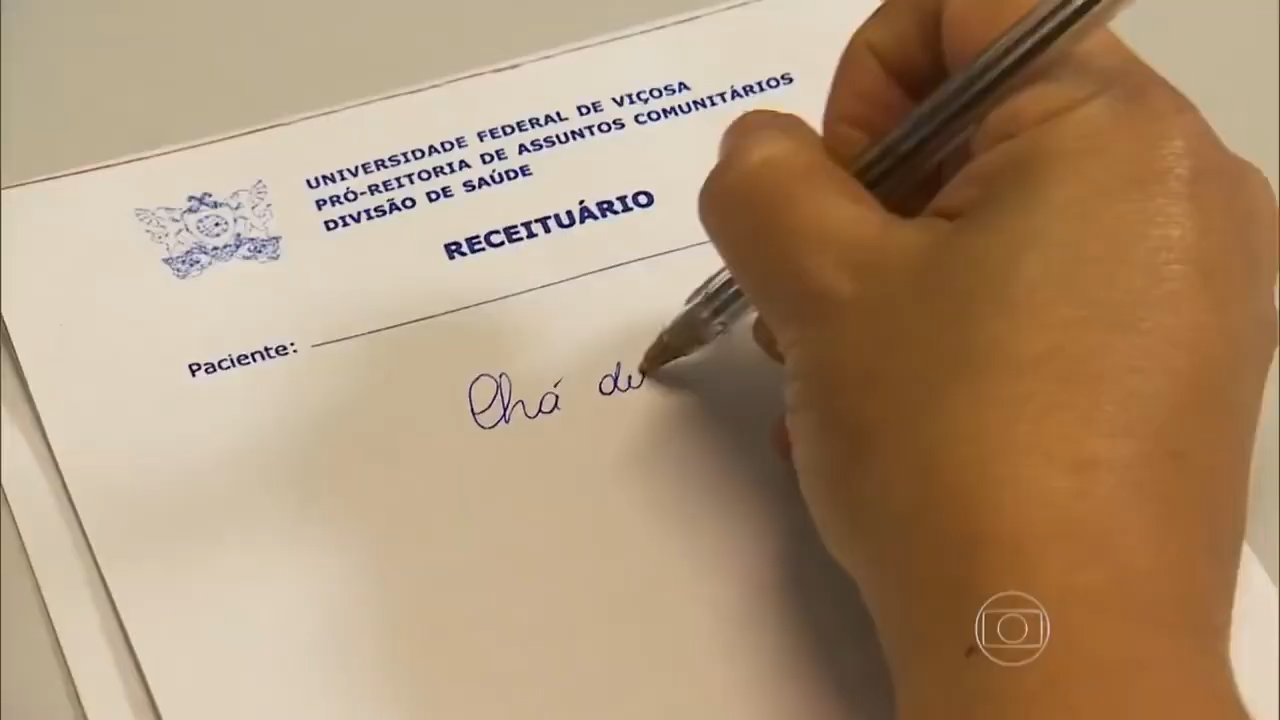 UNIVERSIDADE FEDERAL DE VIÇOSA
PRÓ-REITORIA DE ASSUNTOS COMUNITÁRIOS
DIVISÃO DE SAÚDE
RECEITUÁRIO
Paciente:
Chá de